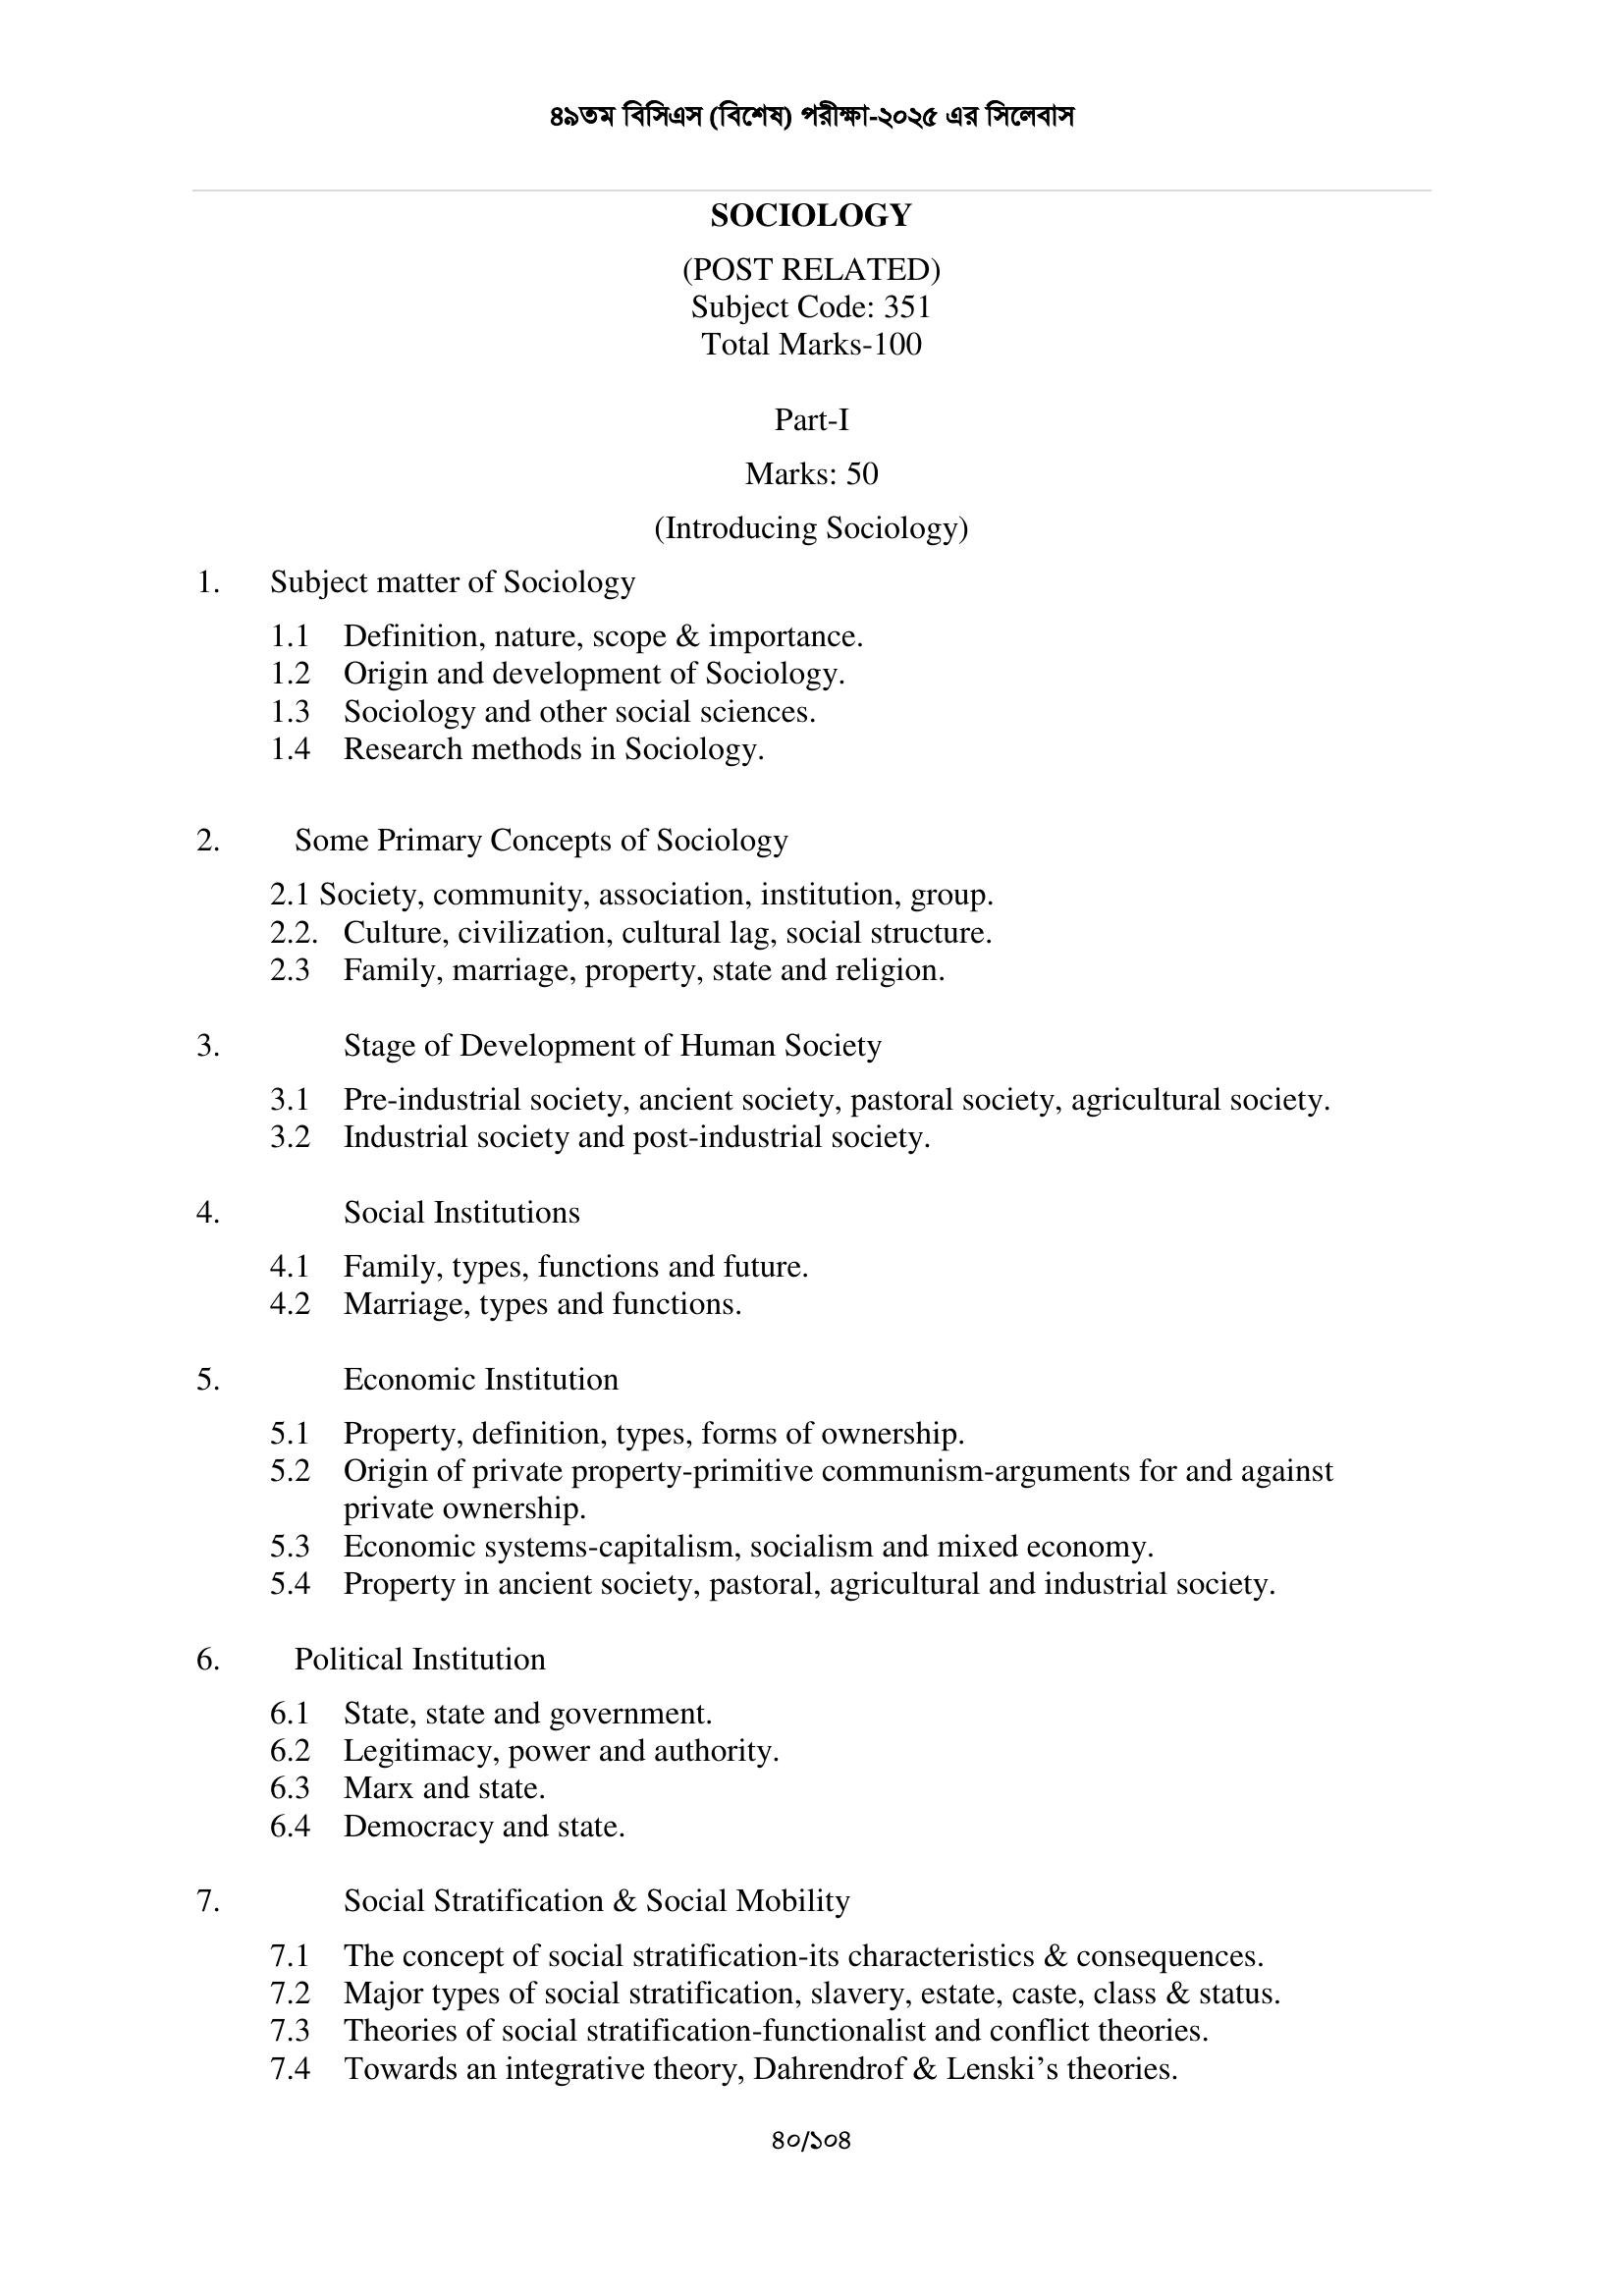 ৪৯তম বিসিএস (বিশেষ) পরীক্ষা-২০২৫ এর সিলেবাস
SOCIOLOGY
(POST RELATED)
Subject Code: 351
Total Marks-100
Part-I
Marks: 50
(Introducing Sociology)
1. Subject matter of Sociology
1.1 Definition, nature, scope & importance.
1.2 Origin and development of Sociology.
1.3 Sociology and other social sciences.
1.4 Research methods in Sociology.
2. Some Primary Concepts of Sociology
2.1 Society, community, association, institution, group.
2.2. Culture, civilization, cultural lag, social structure.
2.3 Family, marriage, property, state and religion.
3. Stage of Development of Human Society
3.1 Pre-industrial society, ancient society, pastoral society, agricultural society.
3.2 Industrial society and post-industrial society.
4. Social Institutions
4.1 Family, types, functions and future.
4.2 Marriage, types and functions.
5. Economic Institution
5.1 Property, definition, types, forms of ownership.
5.2 Origin of private property-primitive communism-arguments for and against
private ownership.
5.3 Economic systems-capitalism, socialism and mixed economy.
5.4 Property in ancient society, pastoral, agricultural and industrial society.
6. Political Institution
6.1 State, state and government.
6.2 Legitimacy, power and authority.
6.3 Marx and state.
6.4 Democracy and state.
7. Social Stratification & Social Mobility
7.1 The concept of social stratification-its characteristics & consequences.
7.2 Major types of social stratification, slavery, estate, caste, class & status.
7.3 Theories of social stratification-functionalist and conflict theories.
7.4 Towards an integrative theory, Dahrendrof & Lenski’s theories.
৪০/১০৪